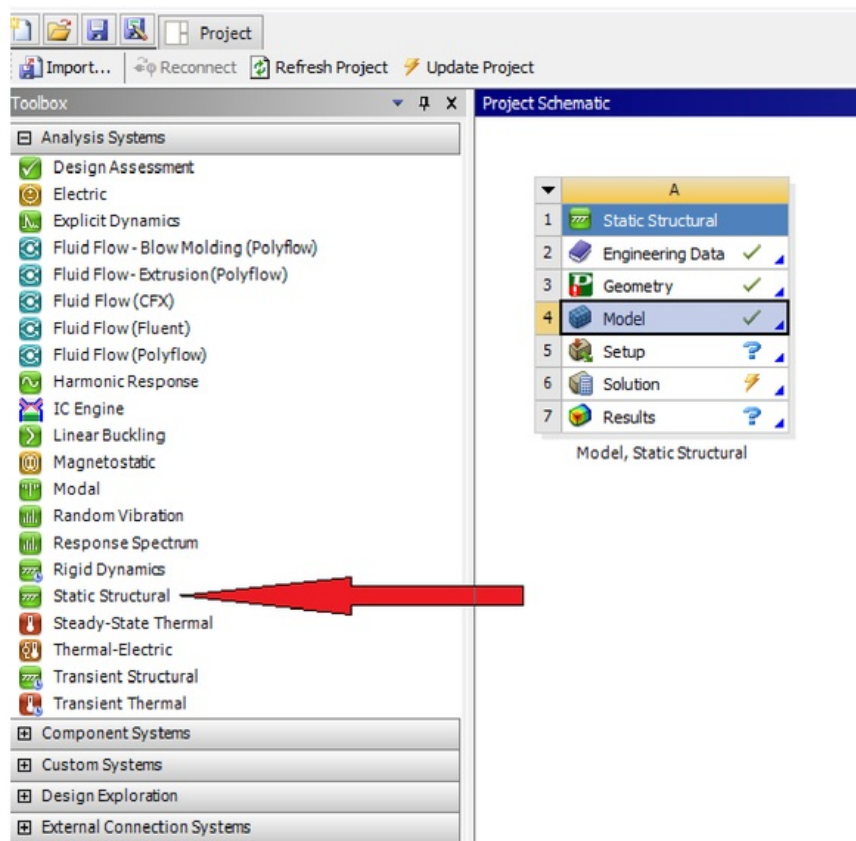 Project
Import... Reconnect Refresh Project Update Project
Toolbox
Project Schematic
Analysis Systems
Design Assessment
Electric
Explicit Dynamics
Fluid Flow - Blow Molding (Polyflow)
Fluid Flow - Extrusion (Polyflow)
Fluid Flow (CFX)
Fluid Flow (Fluent)
Fluid Flow (Polyflow)
Harmonic Response
IC Engine
Linear Buckling
Magnetostatic
Modal
Random Vibration
Response Spectrum
Rigid Dynamics
Static Structural
Steady-State Thermal
Thermal-Electric
Transient Structural
Transient Thermal
Component Systems
Custom Systems
Design Exploration
External Connection Systems
A
1 Static Structural
2 Engineering Data
3 Geometry
4 Model
5 Setup ?
6 Solution
7 Results ?
Model, Static Structural